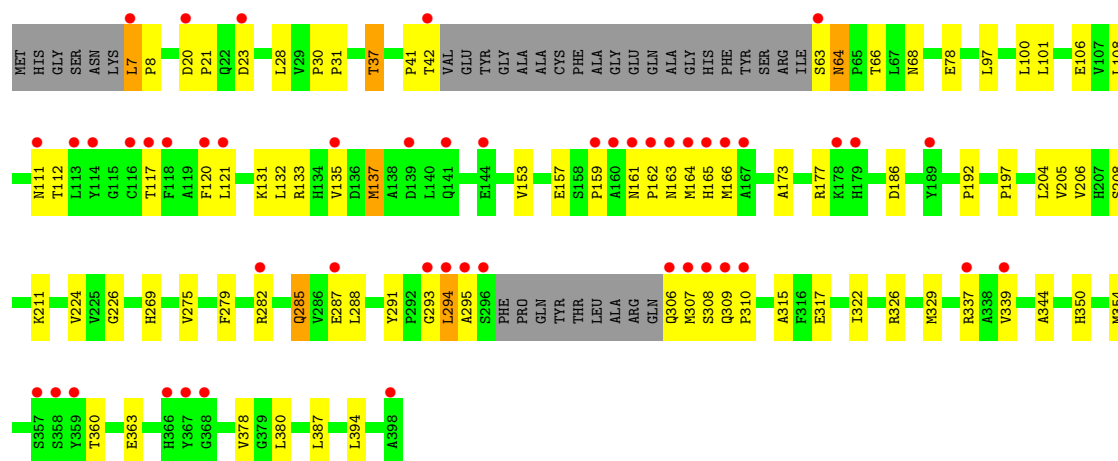 MET HIS GLY SER ASN LYS L7 P8 D20 P21 Q22 D23 L28 V29 P30 P31 T37 P41 T42 VAL GLU TYR GLY ALA ALA CYS PHE ALA GLY GLU GLN ALA GLY HIS PHE TYR SER ARG ILE S63 N64 P65 T66 L67 N68 E78 L97 L100 L101 E106 V107 L108
N111 T112 L113 Y114 G115 C116 T117 F118 A119 F120 L121 K131 L132 R133 H134 V135 D136 M137 A138 D139 L140 Q141 E144 V153 E157 S158 P159 A160 N161 P162 N163 M164 H165 M166 A167 A173 R177 K178 H179 D186 Y189 P192 P197 L204 V205 V206 H207 S208
K211 V224 V225 G226 H269 V275 F279 R282 Q285 V286 E287 L288 Y291 P292 G293 L294 A295 S296 PHE PRO GLN TYR THR LEU ALA ARG GLN Q306 M307 S308 Q309 P310 A315 F316 E317 I322 R326 M329 R337 A338 V339 A344 H350 M354
S357 S358 Y359 T360 E363 H366 Y367 G368 V378 G379 L380 L387 L394 A398